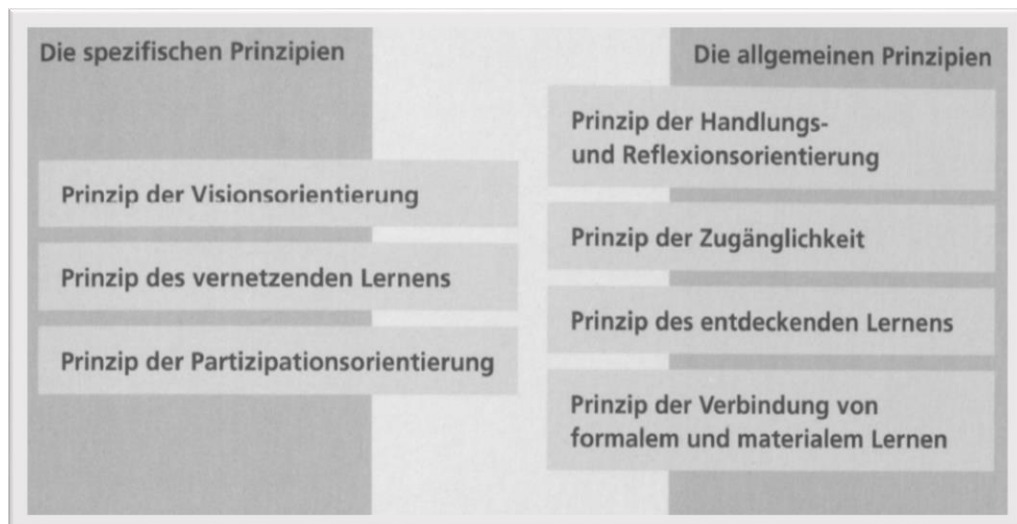 Die spezifischen Prinzipien
Prinzip der Visionsorientierung
Prinzip des vernetzenden Lernens
Prinzip der Partizipationsorientierung
Die allgemeinen Prinzipien
Prinzip der Handlungs-
und Reflexionsorientierung
Prinzip der Zugänglichkeit
Prinzip des entdeckenden Lernens
Prinzip der Verbindung von
formalem und materialem Lernen